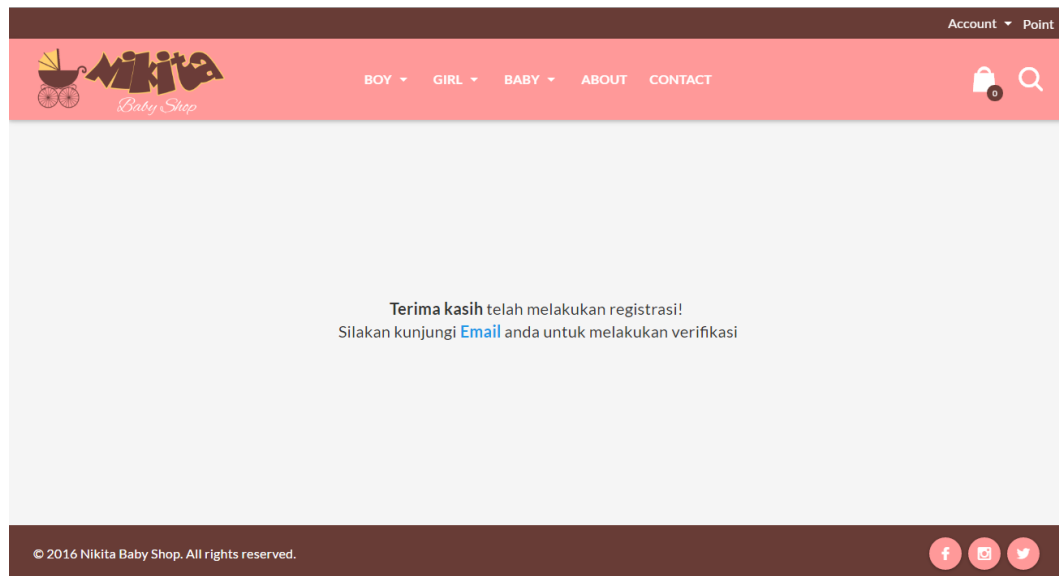 Account Point
Nikita
Baby Shop
BOY GIRL BABY ABOUT CONTACT
0
Terima kasih telah melakukan registrasi!
Silakan kunjungi Email anda untuk melakukan verifikasi
© 2016 Nikita Baby Shop. All rights reserved.